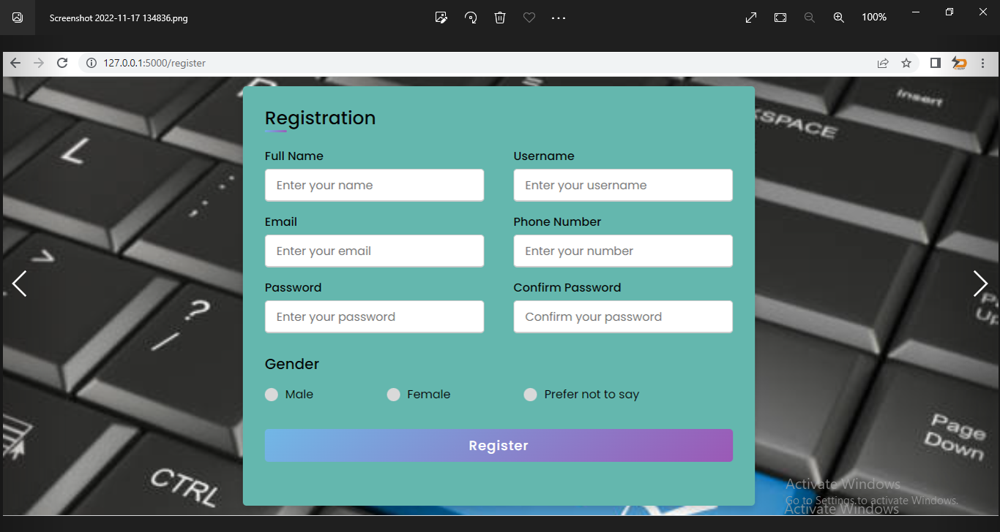 Screenshot 2022-11-17 134836.png
100%
127.0.0.1:5000/register
Insert
KSPACE
L
Registration
Full Name
Username
Enter your name
Enter your username
; :
Email
Phone Number
Enter your email
Enter your number
>
Password
Confirm Password
?
/
Enter your password
Confirm your password
Gender
Male
Female
Prefer not to say
Page
Down
Register
CTRL
Activate Windows
Go to Settings to activate Windows.
Activate Windows